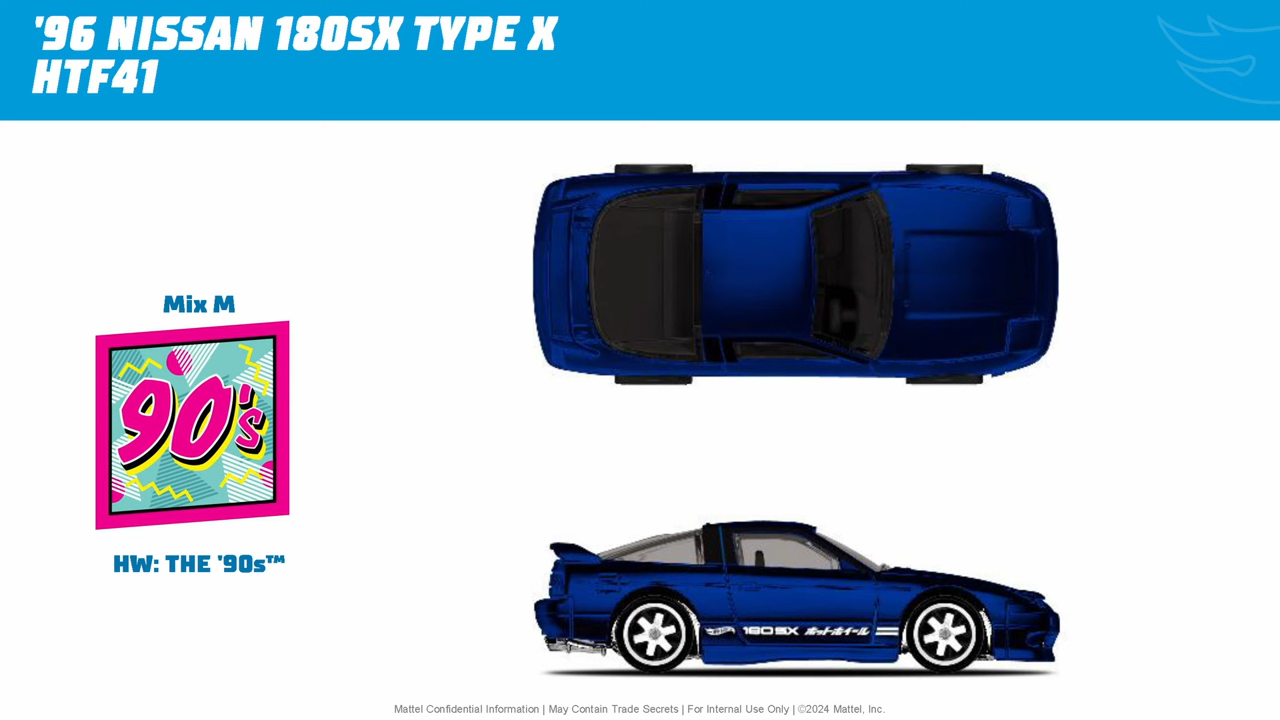 '96 NISSAN 180SX TYPE X
HTF41
Mix M
90's
HW: THE '90s™
180SX ホットホイール
Mattel Confidential Information | May Contain Trade Secrets | For Internal Use Only | ©2024 Mattel, Inc.